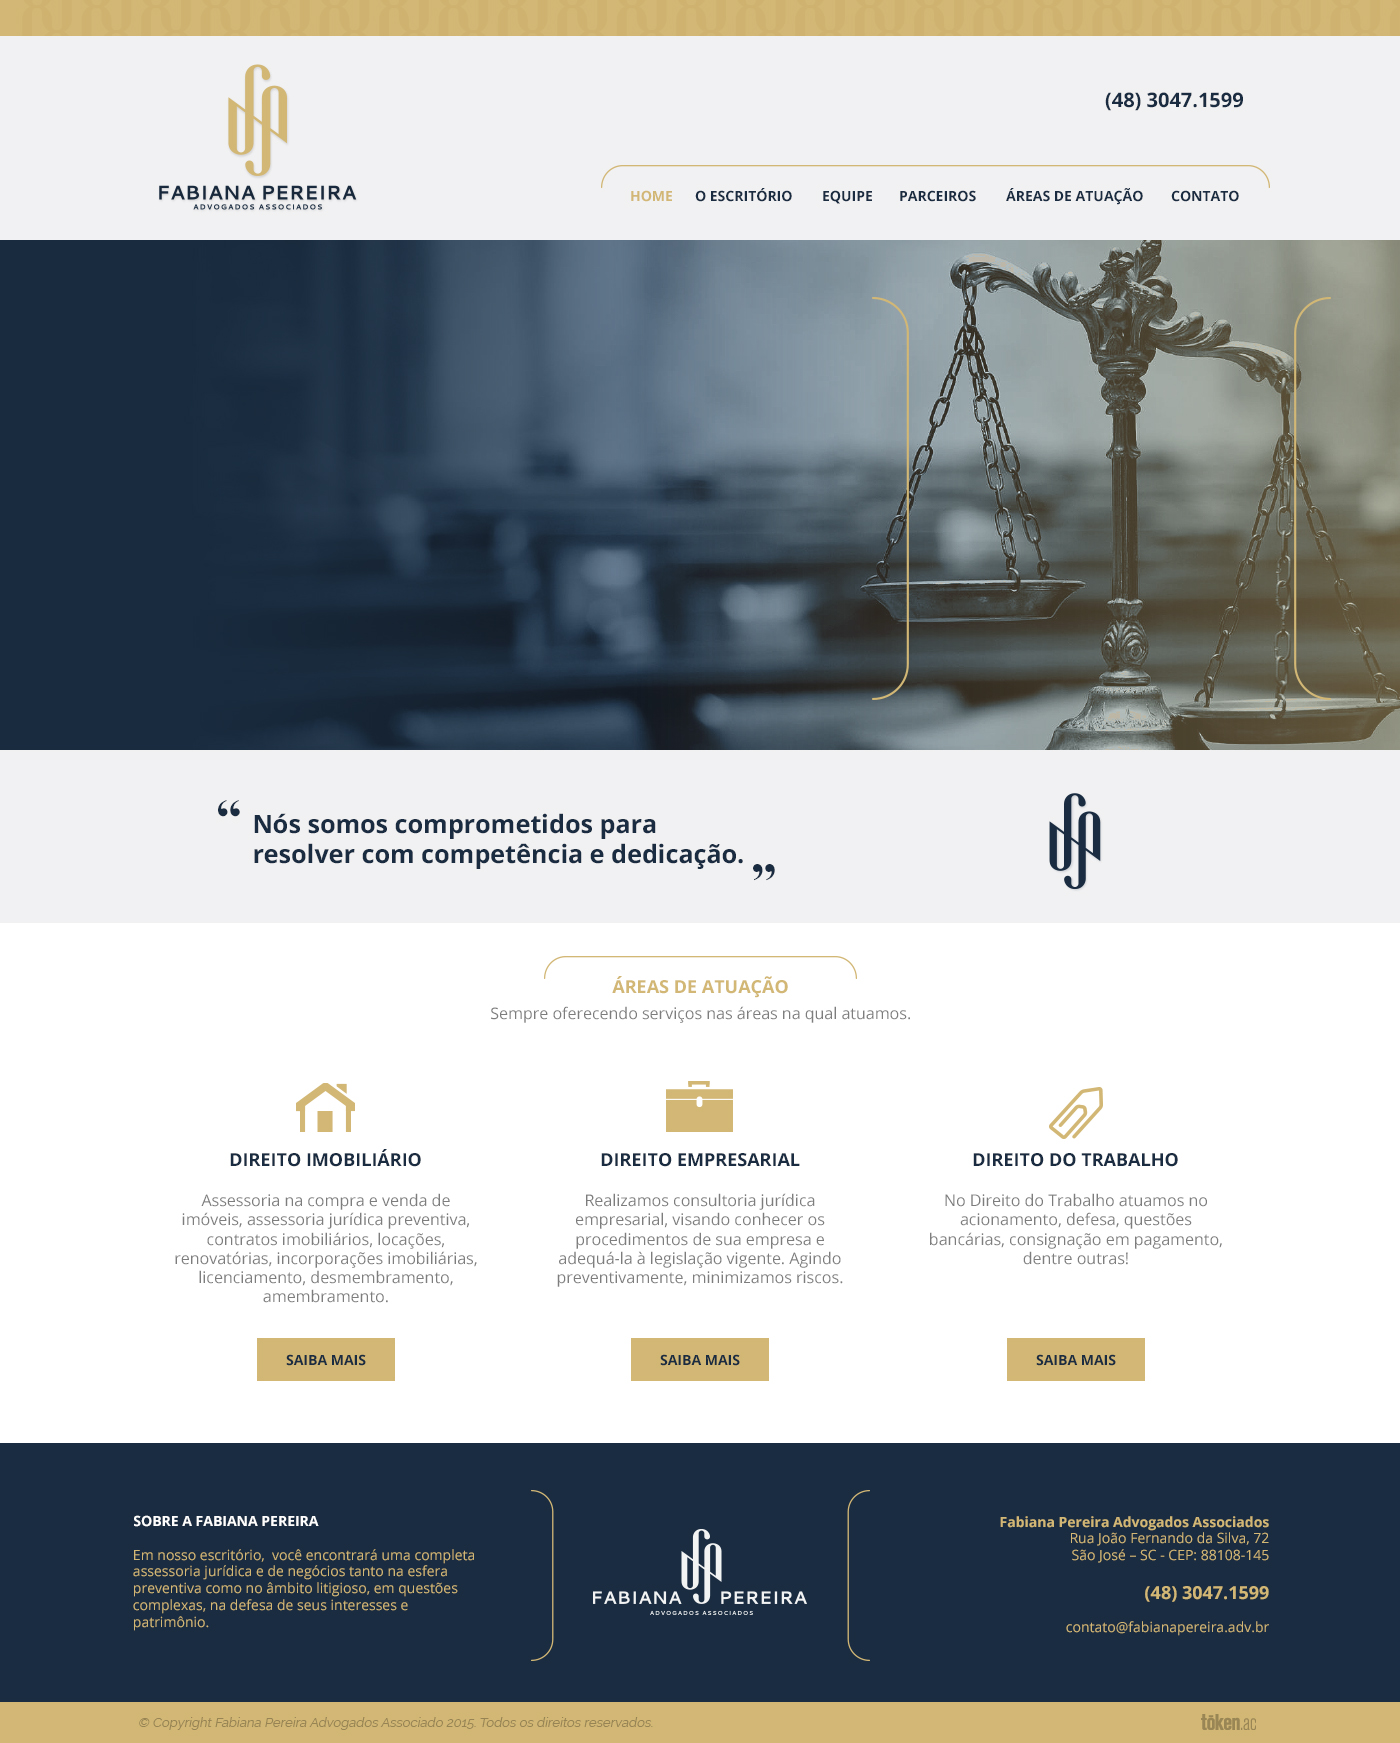 (48) 3047.1599
FABIANA PEREIRA
ADVOGADOS ASSOCIADOS
HOME O ESCRITÓRIO EQUIPE PARCEIROS ÁREAS DE ATUAÇÃO CONTATO
“ Nós somos comprometidos para
resolver com competência e dedicação. ”
ÁREAS DE ATUAÇÃO
Sempre oferecendo serviços nas áreas na qual atuamos.
DIREITO IMOBILIÁRIO
Assessoria na compra e venda de
imóveis, assessoria jurídica preventiva,
contratos imobiliários, locações,
renovatórias, incorporações imobiliárias,
licenciamento, desmembramento,
amembramento.
SAIBA MAIS
DIREITO EMPRESARIAL
Realizamos consultoria jurídica
empresarial, visando conhecer os
procedimentos de sua empresa e
adequá-la à legislação vigente. Agindo
preventivamente, minimizamos riscos.
SAIBA MAIS
DIREITO DO TRABALHO
No Direito do Trabalho atuamos no
acionamento, defesa, questões
bancárias, consignação em pagamento,
dentre outras!
SAIBA MAIS
SOBRE A FABIANA PEREIRA
Em nosso escritório, você encontrará uma completa
assessoria jurídica e de negócios tanto na esfera
preventiva como no âmbito litigioso, em questões
complexas, na defesa de seus interesses e
patrimônio.
FABIANA PEREIRA
ADVOGADOS ASSOCIADOS
Fabiana Pereira Advogados Associados
Rua João Fernando da Silva, 72
São José – SC - CEP: 88108-145
(48) 3047.1599
contato@fabianapereira.adv.br
© Copyright Fabiana Pereira Advogados Associado 2015. Todos os direitos reservados.
tōken.ac